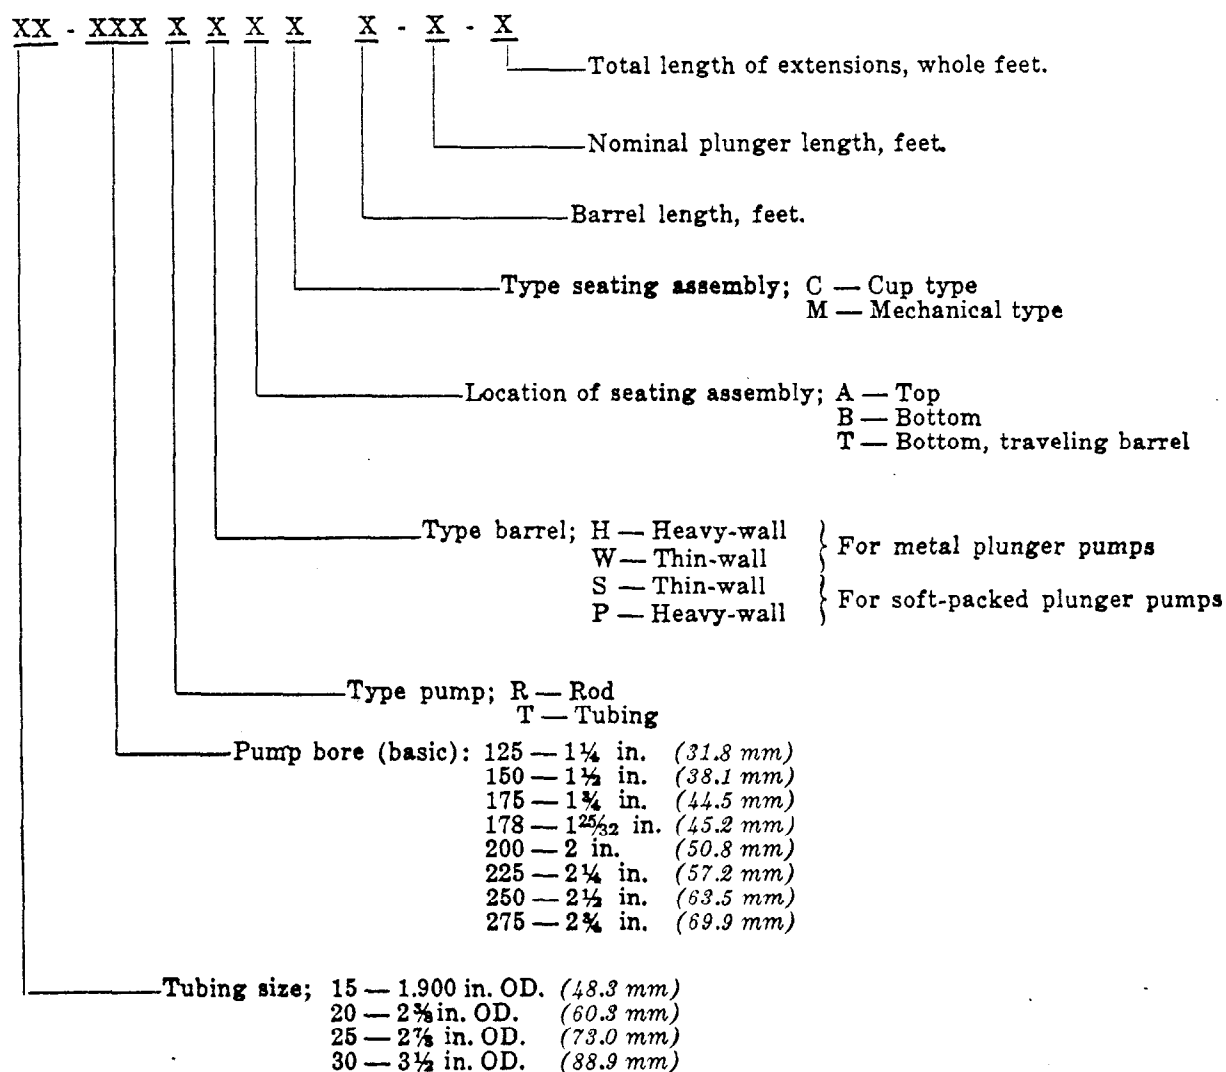 XX - XXX X X X X X - X - X
Total length of extensions, whole feet.
Nominal plunger length, feet.
Barrel length, feet.
Type seating assembly; C — Cup type
M — Mechanical type
Location of seating assembly; A — Top
B — Bottom
T — Bottom, traveling barrel
Type barrel; H — Heavy-wall
W — Thin-wall
For metal plunger pumps
S — Thin-wall
P — Heavy-wall
For soft-packed plunger pumps
Type pump; R — Rod
T — Tubing
Pump bore (basic): 125 — 1¼ in. (31.8 mm)
150 — 1½ in. (38.1 mm)
175 — 1¾ in. (44.5 mm)
178 — 1 25/32 in. (45.2 mm)
200 — 2 in. (50.8 mm)
225 — 2¼ in. (57.2 mm)
250 — 2½ in. (63.5 mm)
275 — 2¾ in. (69.9 mm)
Tubing size; 15 — 1.900 in. OD. (48.3 mm)
20 — 2⅜ in. OD. (60.3 mm)
25 — 2⅞ in. OD. (73.0 mm)
30 — 3½ in. OD. (88.9 mm)